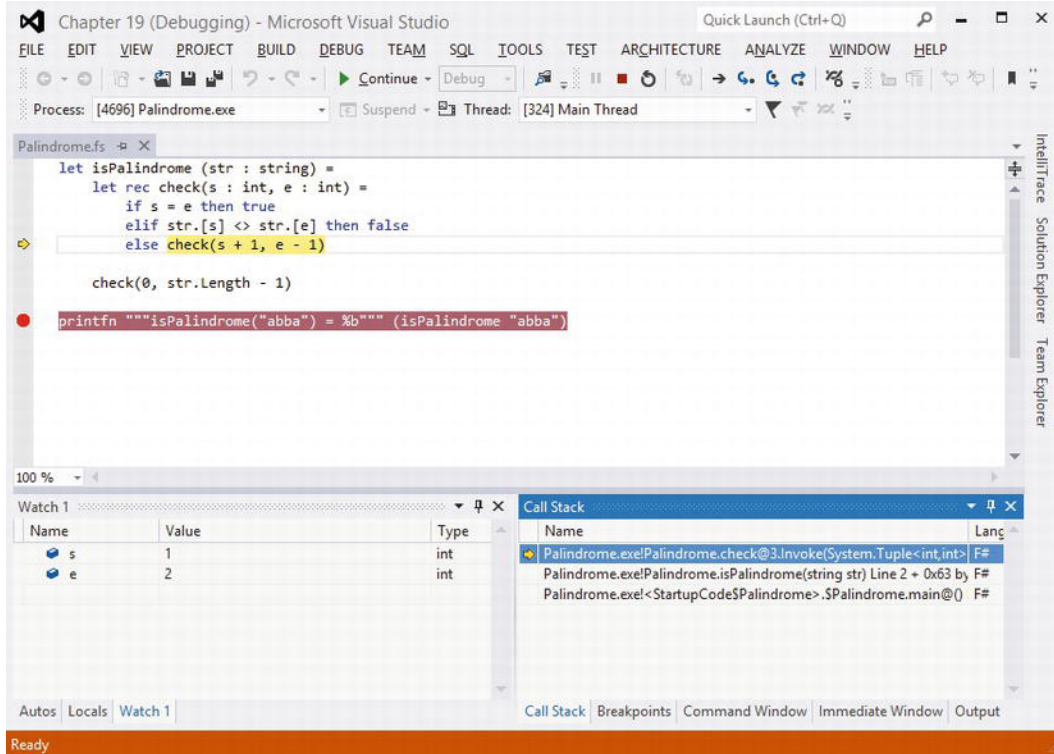 Chapter 19 (Debugging) - Microsoft Visual Studio
Quick Launch (Ctrl+Q)
FILE EDIT VIEW PROJECT BUILD DEBUG TEAM SQL TOOLS TEST ARCHITECTURE ANALYZE WINDOW HELP
Continue
Debug
Process: [4696] Palindrome.exe
Suspend
Thread: [324] Main Thread
Palindrome.fs
let isPalindrome (str : string) =
let rec check(s : int, e : int) =
if s = e then true
elif str.[s] <> str.[e] then false
else check(s + 1, e - 1)
check(0, str.Length - 1)
printfn """isPalindrome("abba") = %b""" (isPalindrome "abba")
IntelliTrace
Solution Explorer
Team Explorer
100 %
Watch 1
Name Value Type
s 1 int
e 2 int
Autos Locals Watch 1
Call Stack
Name Lang
Palindrome.exe!Palindrome.check@3.Invoke(System.Tuple<int,int> F#
Palindrome.exe!Palindrome.isPalindrome(string str) Line 2 + 0x63 by F#
Palindrome.exe!<StartupCode$Palindrome>.$Palindrome.main@() F#
Call Stack Breakpoints Command Window Immediate Window Output
Ready